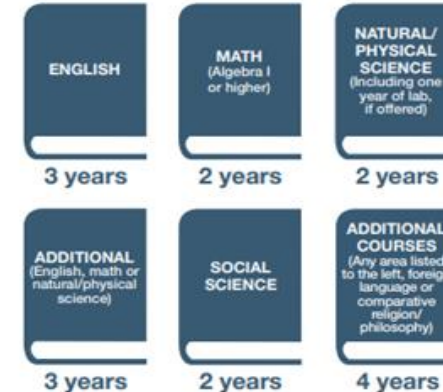 ENGLISH
3 years
MATH
(Algebra I
or higher)
2 years
NATURAL/
PHYSICAL
SCIENCE
(Including one
year of lab,
if offered)
2 years
ADDITIONAL
(English, math or
natural/physical
science)
3 years
SOCIAL
SCIENCE
2 years
ADDITIONAL
COURSES
(Any area listed
to the left, foreign
language or
comparative
religion/
philosophy)
4 years